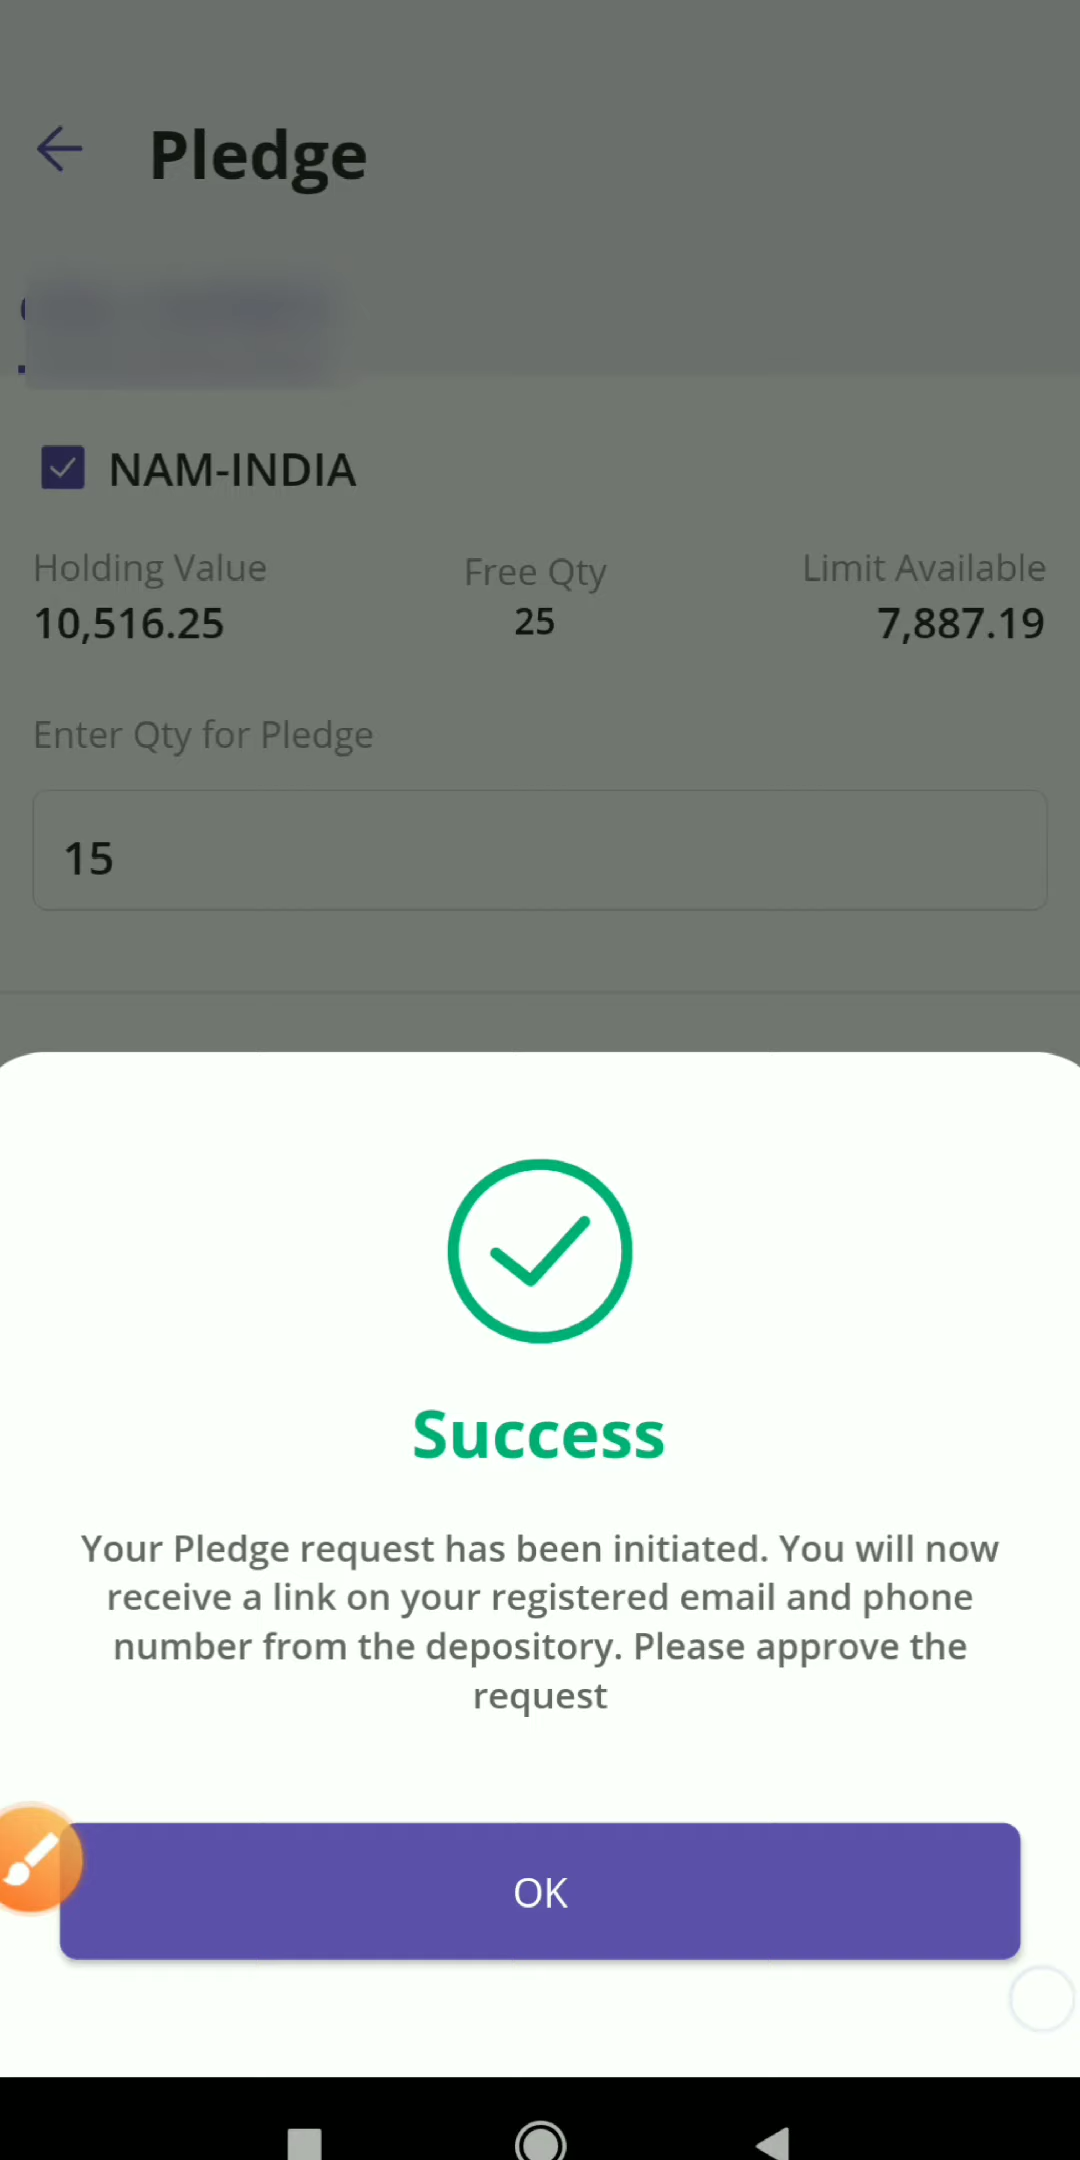 Pledge
NAM-INDIA
Holding Value Free Qty Limit Available
10,516.25 25 7,887.19
Enter Qty for Pledge
15
Success
Your Pledge request has been initiated. You will now
receive a link on your registered email and phone
number from the depository. Please approve the
request
OK